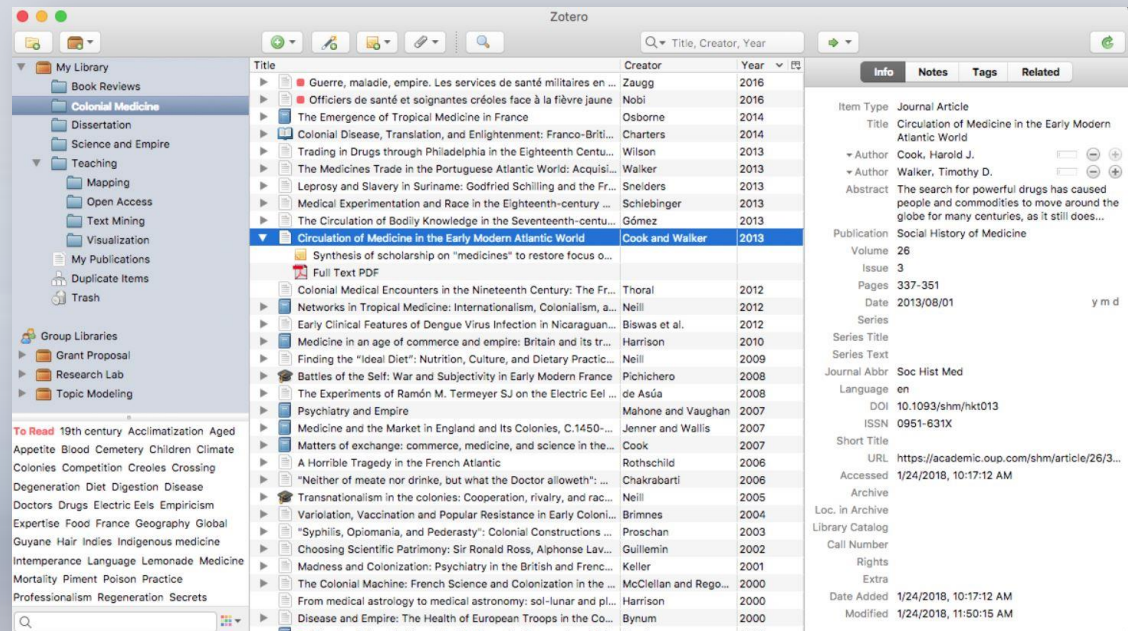 Zotero
Title, Creator, Year
My Library
Book Reviews
Colonial Medicine
Dissertation
Science and Empire
Teaching
Mapping
Open Access
Text Mining
Visualization
My Publications
Duplicate Items
Trash
Group Libraries
Grant Proposal
Research Lab
Topic Modeling
To Read 19th century Acclimatization Aged
Appetite Blood Cemetery Children Climate
Colonies Competition Creoles Crossing
Degeneration Diet Digestion Disease
Doctors Drugs Electric Eels Empiricism
Expertise Food France Geography Global
Guyane Hair Indies Indigenous medicine
Intemperance Language Lemonade Medicine
Mortality Piment Poison Practice
Professionalism Regeneration Secrets
Title Creator Year
Guerre, maladie, empire. Les services de santé militaires en ... Zaugg 2016
Officiers de santé et soignantes créoles face à la fièvre jaune Nobi 2016
The Emergence of Tropical Medicine in France Osborne 2014
Colonial Disease, Translation, and Enlightenment: Franco-Briti... Charters 2014
Trading in Drugs through Philadelphia in the Eighteenth Centu... Wilson 2013
The Medicines Trade in the Portuguese Atlantic World: Acquisi... Walker 2013
Leprosy and Slavery in Suriname: Godfried Schilling and the Fr... Snelders 2013
Medical Experimentation and Race in the Eighteenth-century ... Schiebinger 2013
The Circulation of Bodily Knowledge in the Seventeenth-centu... Gómez 2013
Circulation of Medicine in the Early Modern Atlantic World Cook and Walker 2013
Synthesis of scholarship on "medicines" to restore focus o...
Full Text PDF
Colonial Medical Encounters in the Nineteenth Century: The Fr... Thoral 2012
Networks in Tropical Medicine: Internationalism, Colonialism, a... Neill 2012
Early Clinical Features of Dengue Virus Infection in Nicaraguan... Biswas et al. 2012
Medicine in an age of commerce and empire: Britain and its tr... Harrison 2010
Finding the "Ideal Diet": Nutrition, Culture, and Dietary Practic... Neill 2009
Battles of the Self: War and Subjectivity in Early Modern France Pichichero 2008
The Experiments of Ramón M. Termeyer SJ on the Electric Eel ... de Asúa 2008
Psychiatry and Empire Mahone and Vaughan 2007
Medicine and the Market in England and Its Colonies, C.1450-... Jenner and Wallis 2007
Matters of exchange: commerce, medicine, and science in the... Cook 2007
A Horrible Tragedy in the French Atlantic Rothschild 2006
"Neither of meate nor drinke, but what the Doctor alloweth": ... Chakrabarti 2006
Transnationalism in the colonies: Cooperation, rivalry, and rac... Neill 2005
Variolation, Vaccination and Popular Resistance in Early Coloni... Brimnes 2004
"Syphilis, Opiomania, and Pederasty": Colonial Constructions ... Proschan 2003
Choosing Scientific Patrimony: Sir Ronald Ross, Alphonse Lav... Guillemin 2002
Madness and Colonization: Psychiatry in the British and Frenc... Keller 2001
The Colonial Machine: French Science and Colonization in the ... McClellan and Rego... 2000
From medical astrology to medical astronomy: sol-lunar and pl... Harrison 2000
Disease and Empire: The Health of European Troops in the Co... Bynum 2000
Info Notes Tags Related
Item Type Journal Article
Title Circulation of Medicine in the Early Modern
Atlantic World
Author Cook, Harold J.
Author Walker, Timothy D.
Abstract The search for powerful drugs has caused
people and commodities to move around the
globe for many centuries, as it still does...
Publication Social History of Medicine
Volume 26
Issue 3
Pages 337-351
Date 2013/08/01 y m d
Series
Series Title
Series Text
Journal Abbr Soc Hist Med
Language en
DOI 10.1093/shm/hkt013
ISSN 0951-631X
Short Title
URL https://academic.oup.com/shm/article/26/3...
Accessed 1/24/2018, 10:17:12 AM
Archive
Loc. in Archive
Library Catalog
Call Number
Rights
Extra
Date Added 1/24/2018, 10:17:12 AM
Modified 1/24/2018, 11:50:15 AM